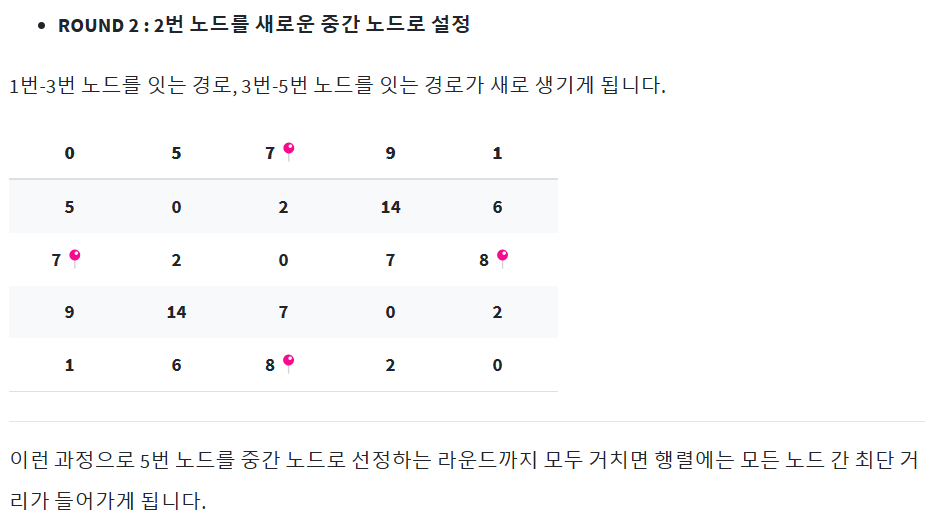 ROUND 2 : 2번 노드를 새로운 중간 노드로 설정
1번-3번 노드를 잇는 경로, 3번-5번 노드를 잇는 경로가 새로 생기게 됩니다.
0 5 7 9 1
5 0 2 14 6
7 2 0 7 8
9 14 7 0 2
1 6 8 2 0
이런 과정으로 5번 노드를 중간 노드로 선정하는 라운드까지 모두 거치면 행렬에는 모든 노드 간 최단 거
리가 들어가게 됩니다.